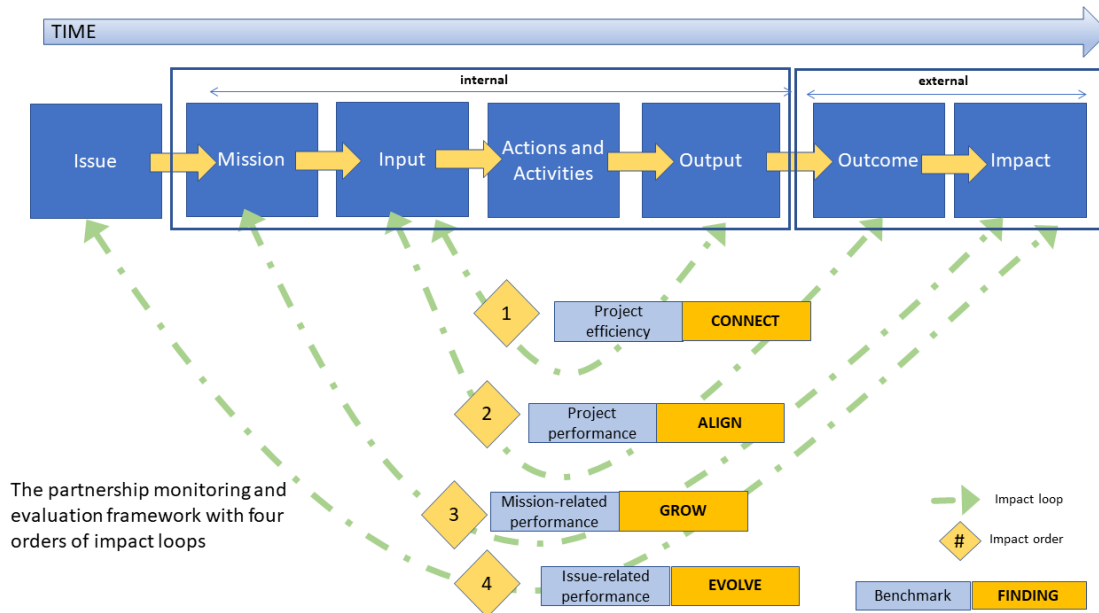 TIME
internal
external
Issue
Mission
Input
Actions and
Activities
Output
Outcome
Impact
1
Project
efficiency
CONNECT
2
Project
performance
ALIGN
The partnership monitoring and
evaluation framework with four
orders of impact loops
3
Mission-related
performance
GROW
4
Issue-related
performance
EVOLVE
Impact loop
#
Impact order
Benchmark
FINDING